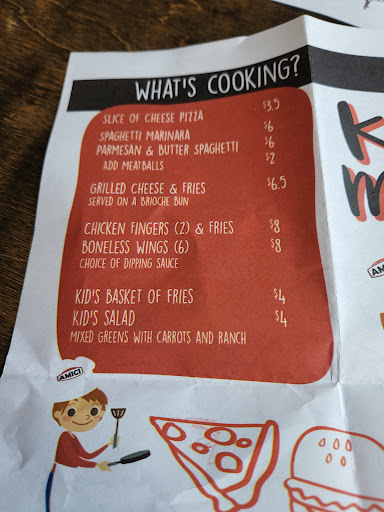 WHAT'S COOKING?
SLICE OF CHEESE PIZZA $3.5
SPAGHETTI MARINARA $6
PARMESAN & BUTTER SPAGHETTI $6
ADD MEATBALLS $2
GRILLED CHEESE & FRIES $6.5
SERVED ON A BRIOCHE BUN
CHICKEN FINGERS (2) & FRIES $8
BONELESS WINGS (6) $8
CHOICE OF DIPPING SAUCE
KID'S BASKET OF FRIES $4
KID'S SALAD $4
MIXED GREENS WITH CARROTS AND RANCH
AMICI